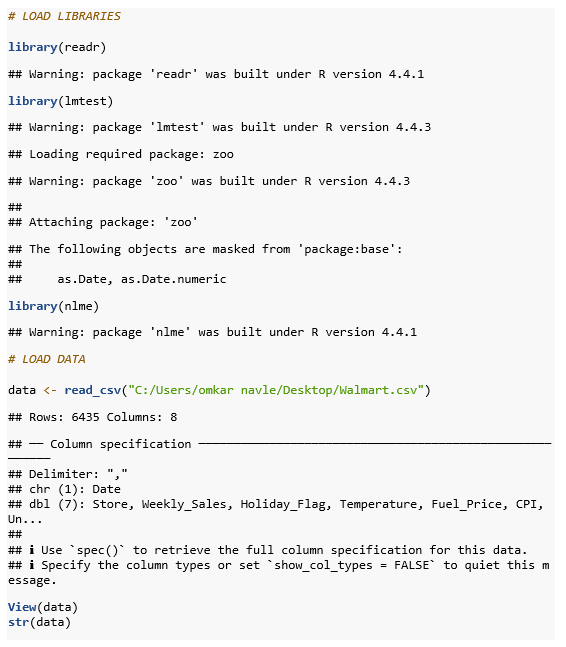 # LOAD LIBRARIES
library(readr)
## Warning: package 'readr' was built under R version 4.4.1
library(lmtest)
## Warning: package 'lmtest' was built under R version 4.4.3
## Loading required package: zoo
## Warning: package 'zoo' was built under R version 4.4.3
##
## Attaching package: 'zoo'
## The following objects are masked from 'package:base':
##
##     as.Date, as.Date.numeric
library(nlme)
## Warning: package 'nlme' was built under R version 4.4.1
# LOAD DATA
data <- read_csv("C:/Users/omkar navle/Desktop/Walmart.csv")
## Rows: 6435 Columns: 8
## ── Column specification ────────────────────────────────────────────────────────
## Delimiter: ","
## chr (1): Date
## dbl (7): Store, Weekly_Sales, Holiday_Flag, Temperature, Fuel_Price, CPI,
Un...
##
## ℹ Use `spec()` to retrieve the full column specification for this data.
## ℹ Specify the column types or set `show_col_types = FALSE` to quiet this m
essage.
View(data)
str(data)